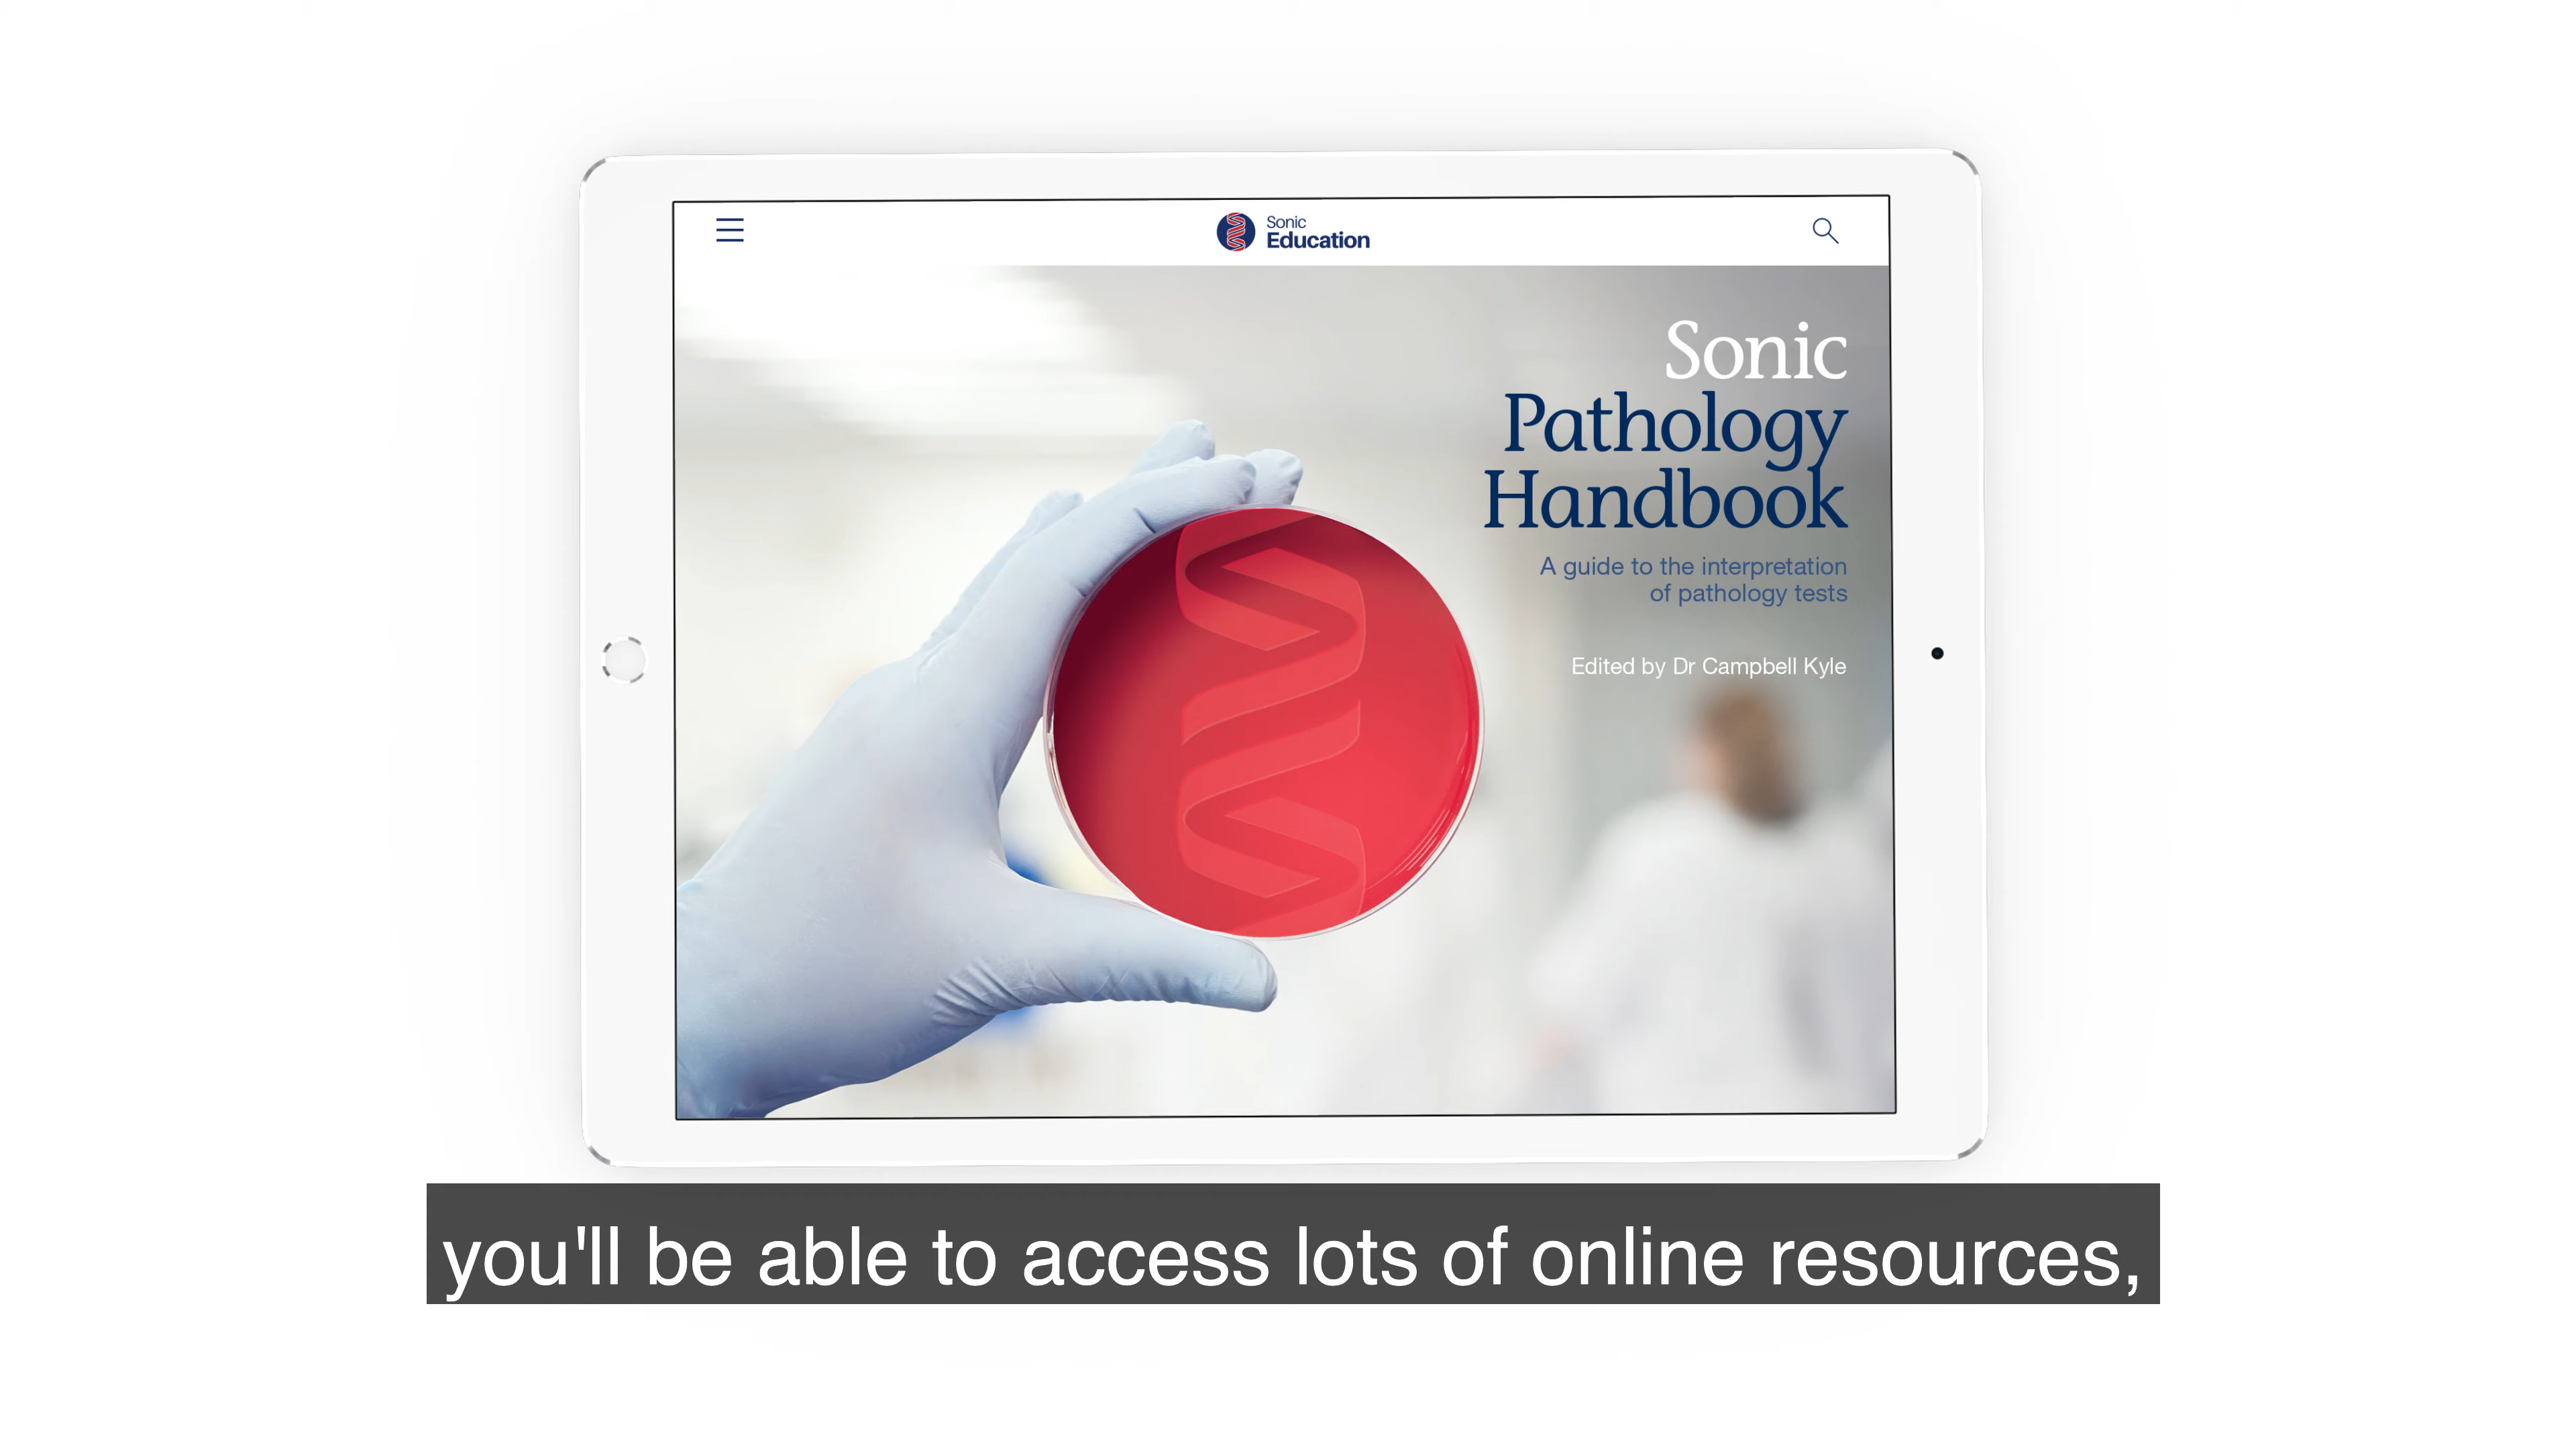 Sonic
Education
Sonic
Pathology
Handbook
A guide to the interpretation
of pathology tests
Edited by Dr Campbell Kyle
you'll be able to access lots of online resources,